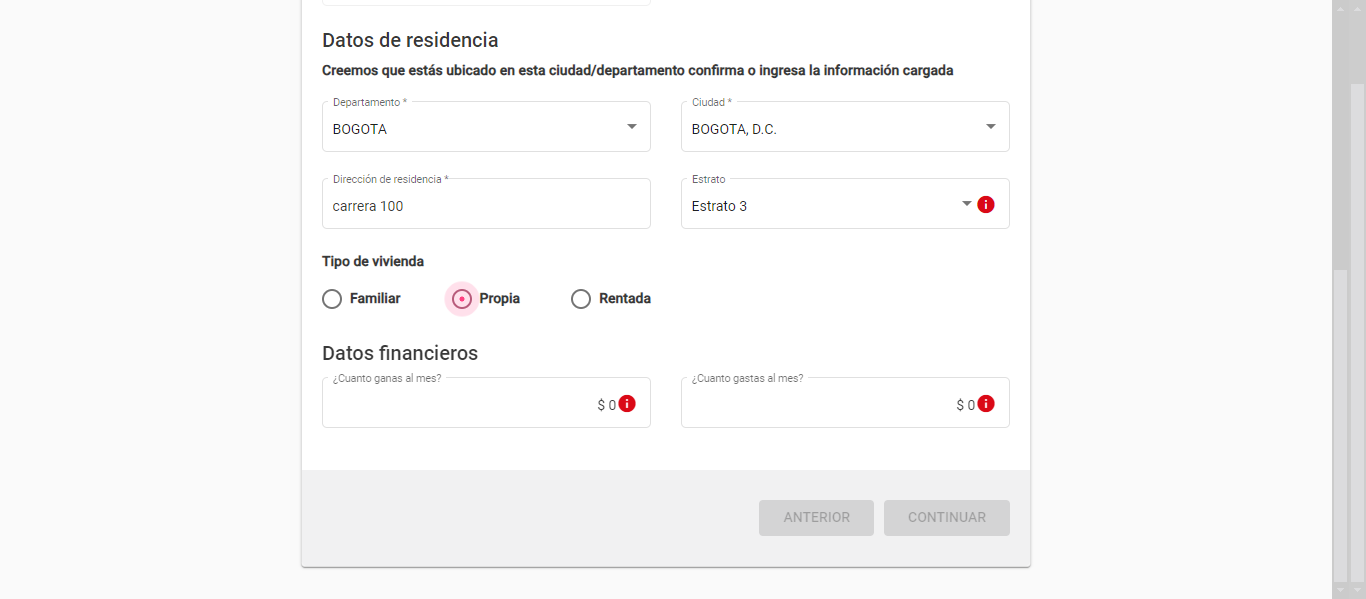 Datos de residencia
Creemos que estás ubicado en esta ciudad/departamento confirma o ingresa la información cargada
Departamento *
BOGOTA
Ciudad *
BOGOTA, D.C.
Dirección de residencia *
carrera 100
Estrato
Estrato 3
Tipo de vivienda
Familiar Propia Rentada
Datos financieros
¿Cuanto ganas al mes?
$ 0
¿Cuanto gastas al mes?
$ 0
ANTERIOR CONTINUAR